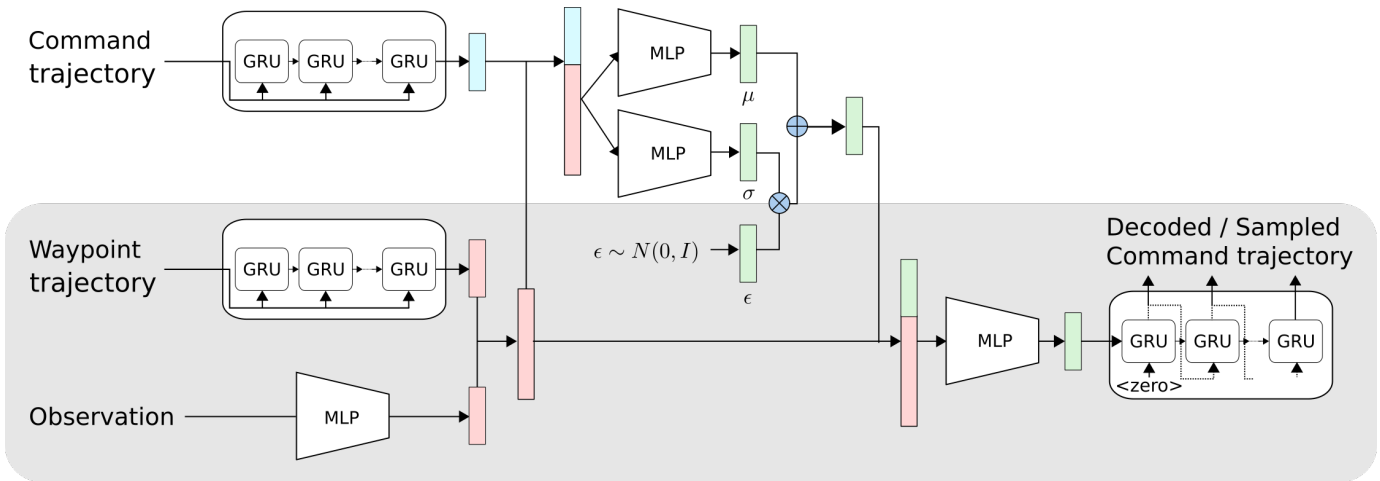 Command
trajectory
GRU GRU GRU
MLP
μ
MLP
σ
ϵ ∼ N(0, I)
ϵ
Waypoint
trajectory
GRU GRU GRU
Observation
MLP
MLP
Decoded / Sampled
Command trajectory
GRU GRU GRU
<zero>